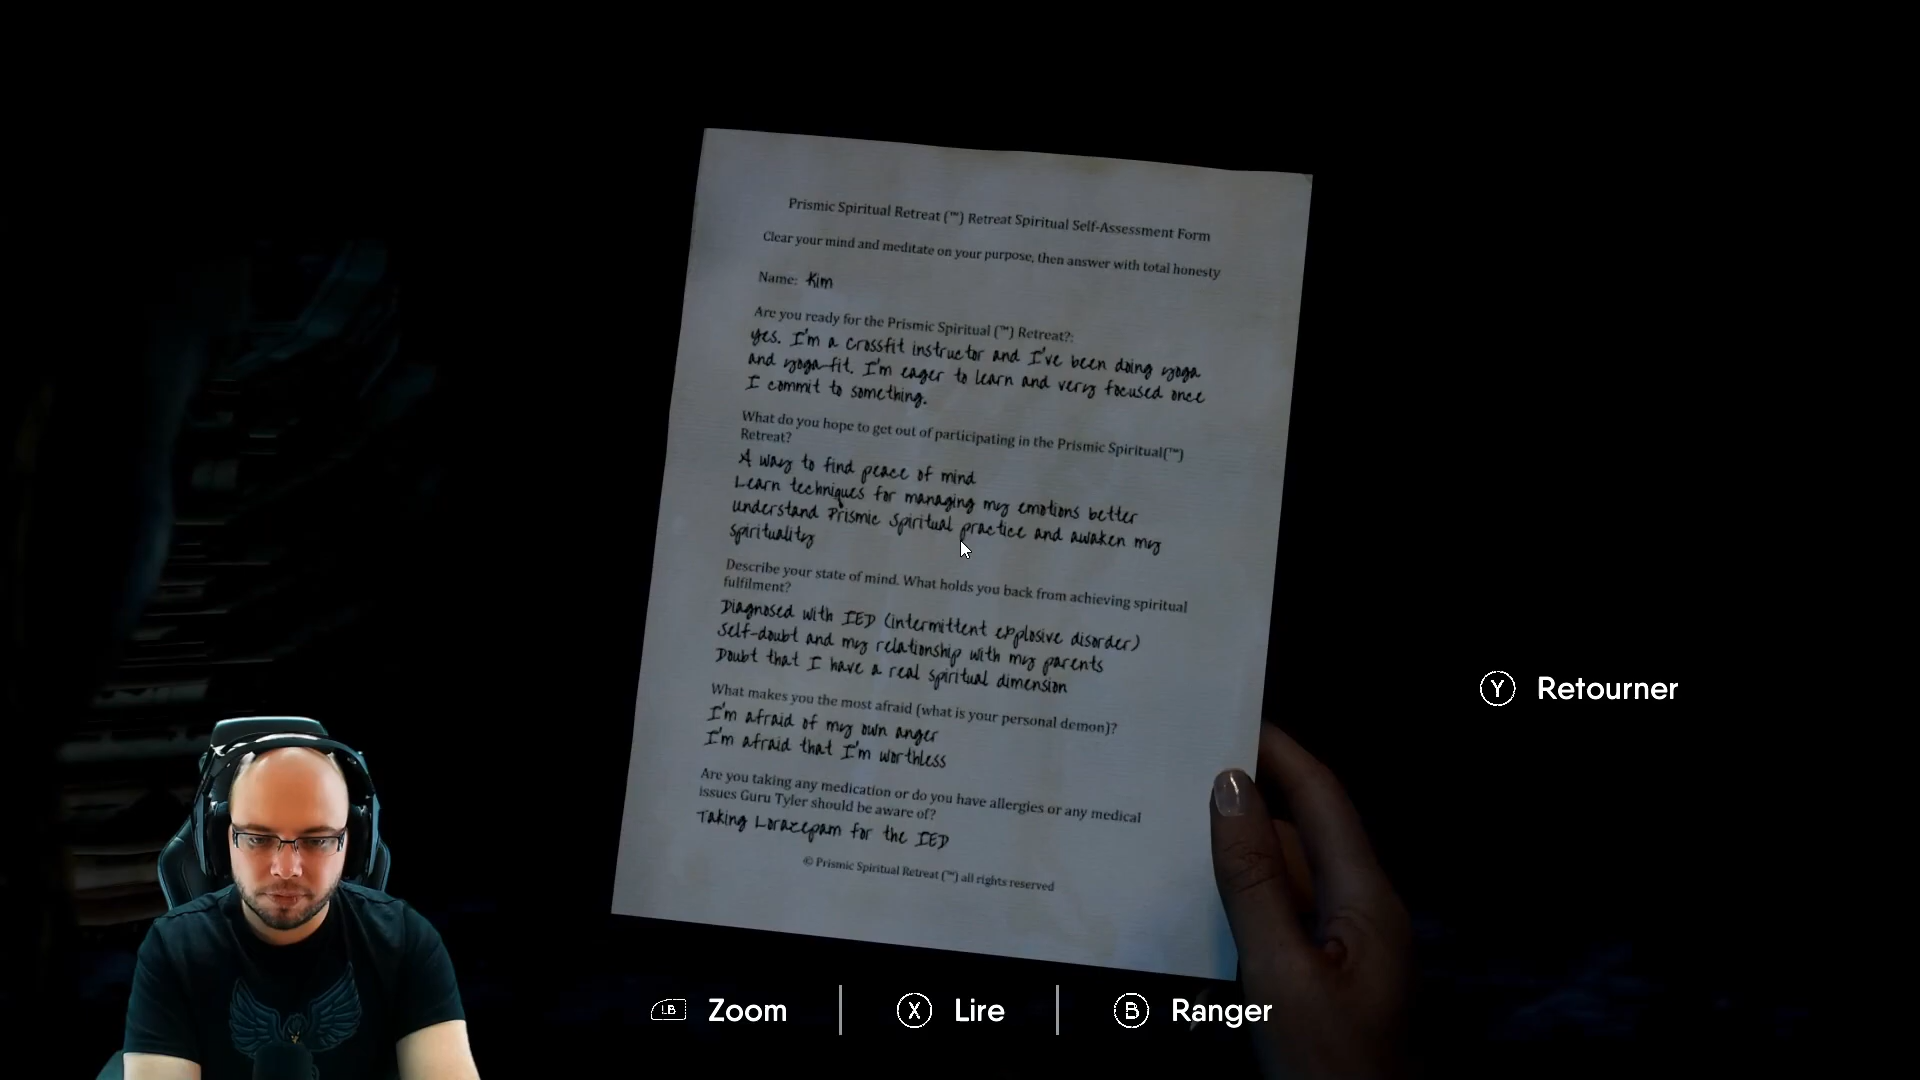 Prismic Spiritual Retreat (™) Retreat Spiritual Self-Assessment Form
Clear your mind and meditate on your purpose, then answer with total honesty
Name: Kim
Are you ready for the Prismic Spiritual (™) Retreat?:
yes. I'm a crossfit instructor and I've been doing yoga
and yoga-fit. I'm eager to learn and very focused once
I commit to something.
What do you hope to get out of participating in the Prismic Spiritual(™)
Retreat?
A way to find peace of mind
Learn techniques for managing my emotions better
understand Prismic Spiritual practice and awaken my
spirituality
Describe your state of mind. What holds you back from achieving spiritual
fulfilment?
Diagnosed with IED (intermittent explosive disorder)
Self-doubt and my relationship with my parents
Doubt that I have a real spiritual dimension
What makes you the most afraid (what is your personal demon)?
I'm afraid of my own anger
I'm afraid that I'm worthless
Are you taking any medication or do you have allergies or any medical
issues Guru Tyler should be aware of?
Taking Lorazepam for the IED
© Prismic Spiritual Retreat (™) all rights reserved
Y Retourner
LB Zoom
X Lire
B Ranger